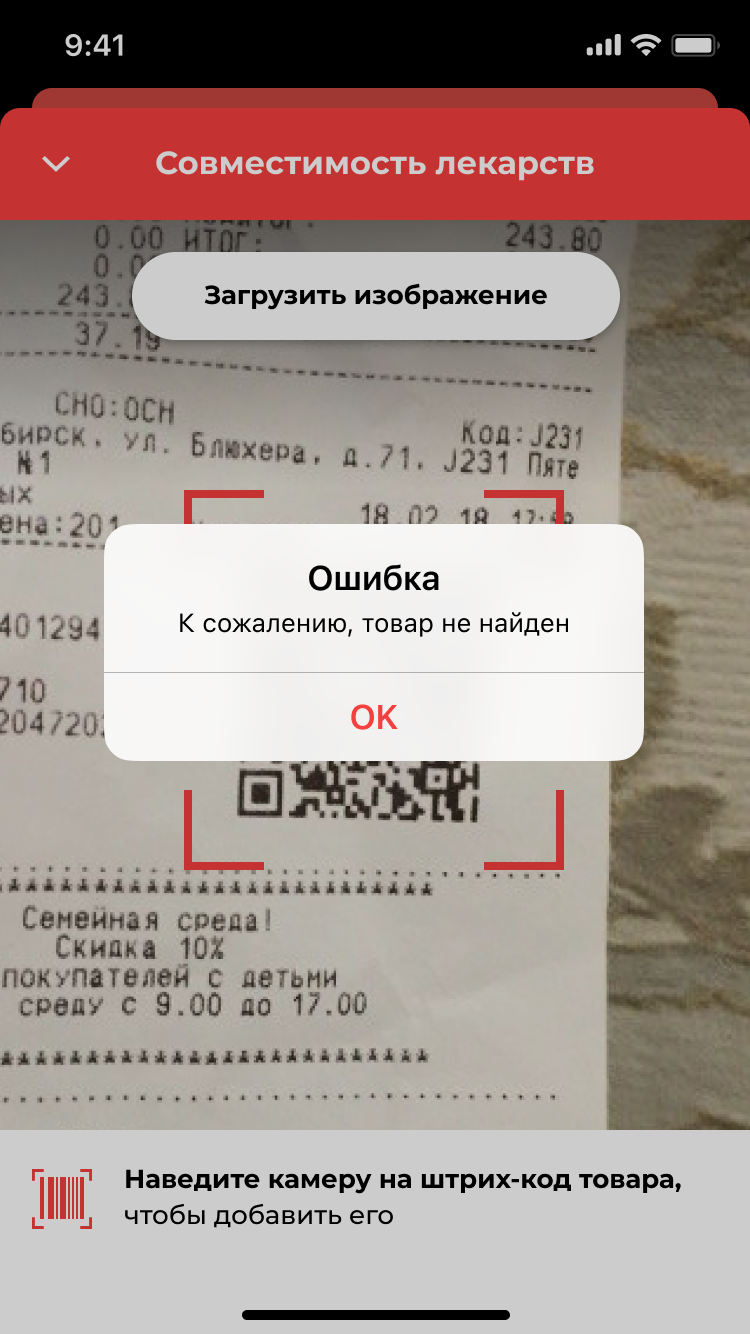 9:41
Совместимость лекарств
0.00 ИТОГ: 243.80
Загрузить изображение
243.
37.19
СНО:ОСН
Код:J231
бирск, ул. Блюхера, д.71, J231 Пяте
№1
ых
18.02.18 17:59
ена:201
Ошибка
К сожалению, товар не найден
401294
710
OK
Семейная среда!
Скидка 10%
покупателей с детьми
среду с 9.00 до 17.00
Наведите камеру на штрих-код товара,
чтобы добавить его